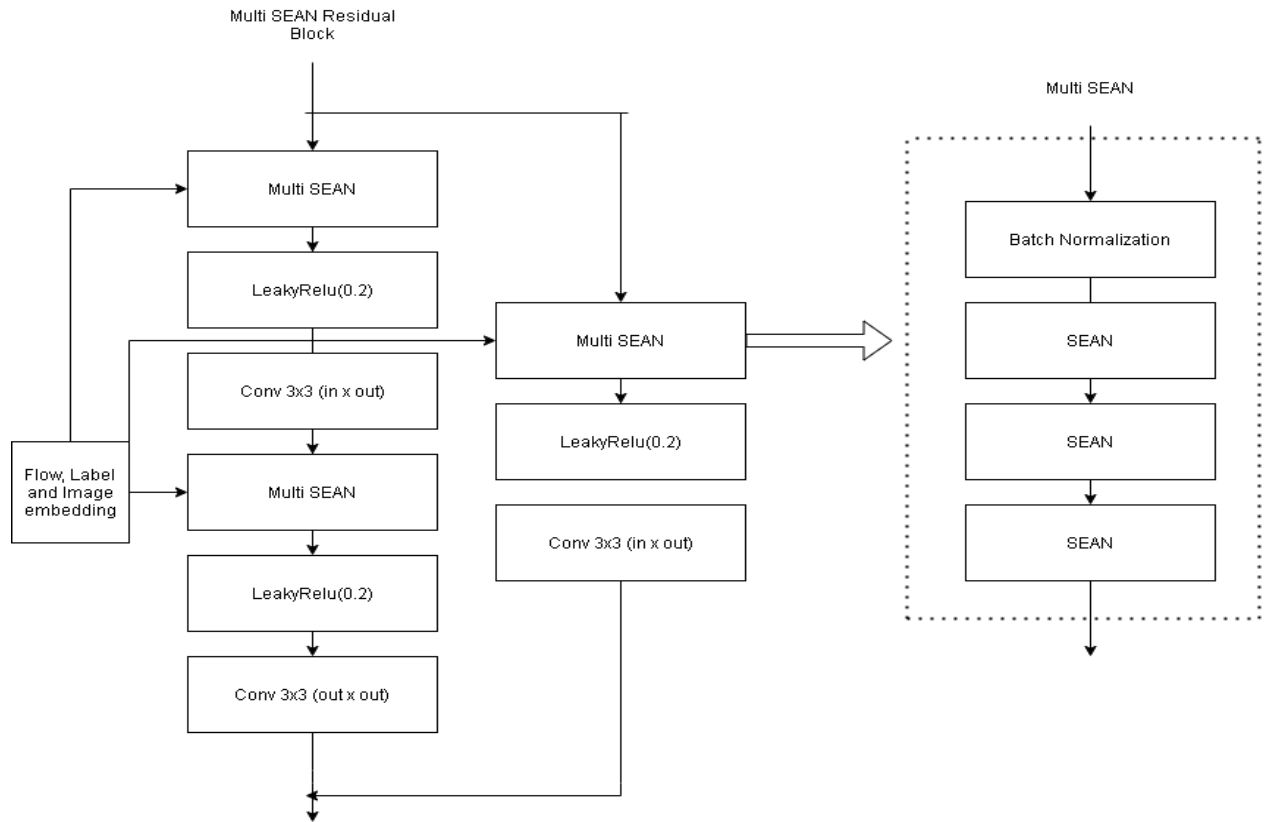 Multi SEAN Residual
Block
Multi SEAN
LeakyRelu(0.2)
Conv 3x3 (in x out)
Multi SEAN
LeakyRelu(0.2)
Conv 3x3 (out x out)
Flow, Label
and Image
embedding
Multi SEAN
LeakyRelu(0.2)
Conv 3x3 (in x out)
Multi SEAN
Batch Normalization
SEAN
SEAN
SEAN